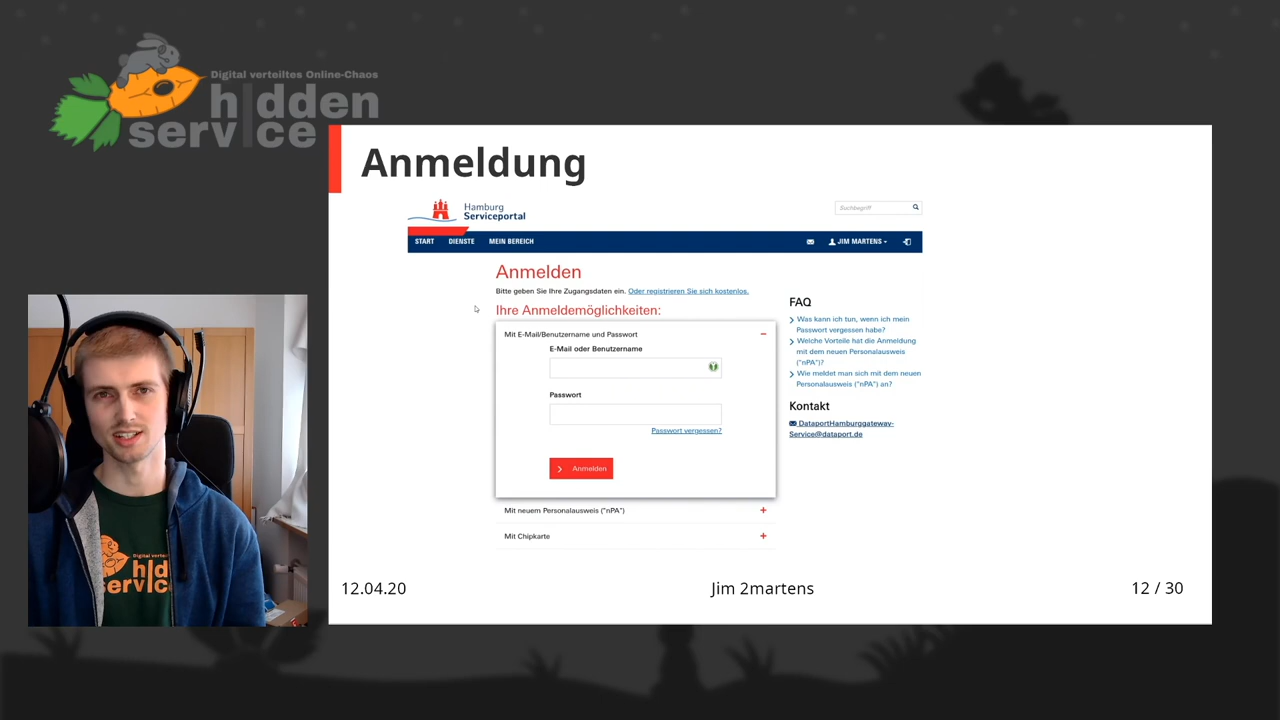 Digital verteiltes Online-Chaos
hidden
service
Anmeldung
Hamburg
Serviceportal
Suchbegriff
START DIENSTE MEIN BEREICH JIM MARTENS
Anmelden
Bitte geben Sie Ihre Zugangsdaten ein. Oder registrieren Sie sich kostenlos.
Ihre Anmeldemöglichkeiten:
Mit E-Mail/Benutzername und Passwort
E-Mail oder Benutzername
Passwort
Passwort vergessen?
Anmelden
Mit neuem Personalausweis ("nPA")
Mit Chipkarte
FAQ
Was kann ich tun, wenn ich mein
Passwort vergessen habe?
Welche Vorteile hat die Anmeldung
mit dem neuen Personalausweis
("nPA")?
Wie meldet man sich mit dem neuen
Personalausweis ("nPA") an?
Kontakt
DataportHamburggateway-
Service@dataport.de
12.04.20 Jim 2martens 12 / 30